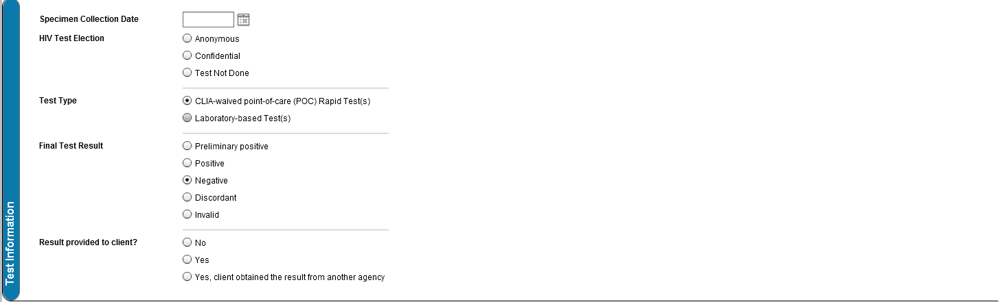 Specimen Collection Date
HIV Test Election
Anonymous
Confidential
Test Not Done
Test Type
CLIA-waived point-of-care (POC) Rapid Test(s)
Laboratory-based Test(s)
Final Test Result
Preliminary positive
Positive
Negative
Discordant
Invalid
Result provided to client?
No
Yes
Yes, client obtained the result from another agency
Test Information